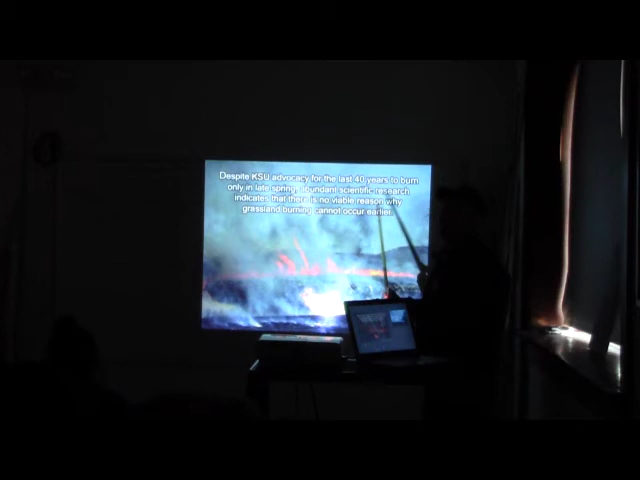 Despite KSU advocacy for the last 40 years to burn
only in late spring, abundant scientific research
indicates that there is no viable reason why
grassland burning cannot occur earlier.